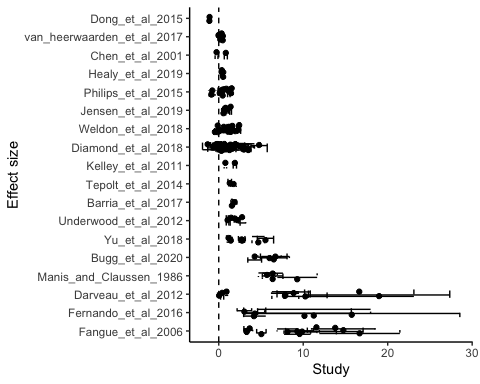 Dong_et_al_2015
van_heerwaarden_et_al_2017
Chen_et_al_2001
Healy_et_al_2019
Philips_et_al_2015
Jensen_et_al_2019
Weldon_et_al_2018
Diamond_et_al_2018
Kelley_et_al_2011
Tepolt_et_al_2014
Barria_et_al_2017
Underwood_et_al_2012
Yu_et_al_2018
Bugg_et_al_2020
Manis_and_Claussen_1986
Darveau_et_al_2012
Fernando_et_al_2016
Fangue_et_al_2006
Effect size
0 10 20 30
Study